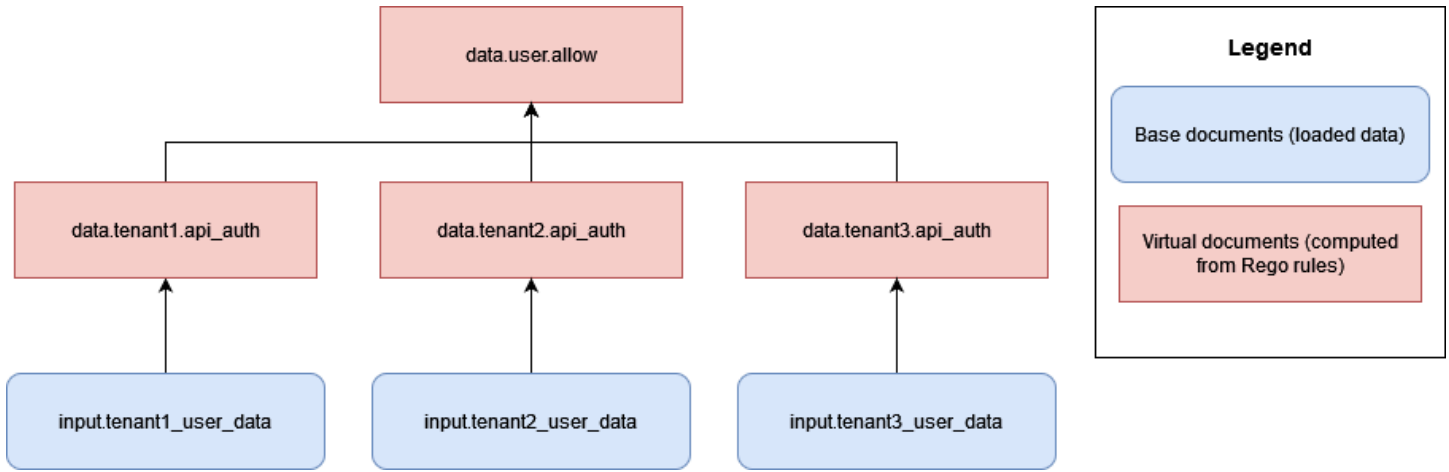 data.user.allow
Legend
Base documents (loaded data)
data.tenant1.api_auth
data.tenant2.api_auth
data.tenant3.api_auth
Virtual documents (computed
from Rego rules)
input.tenant1_user_data
input.tenant2_user_data
input.tenant3_user_data